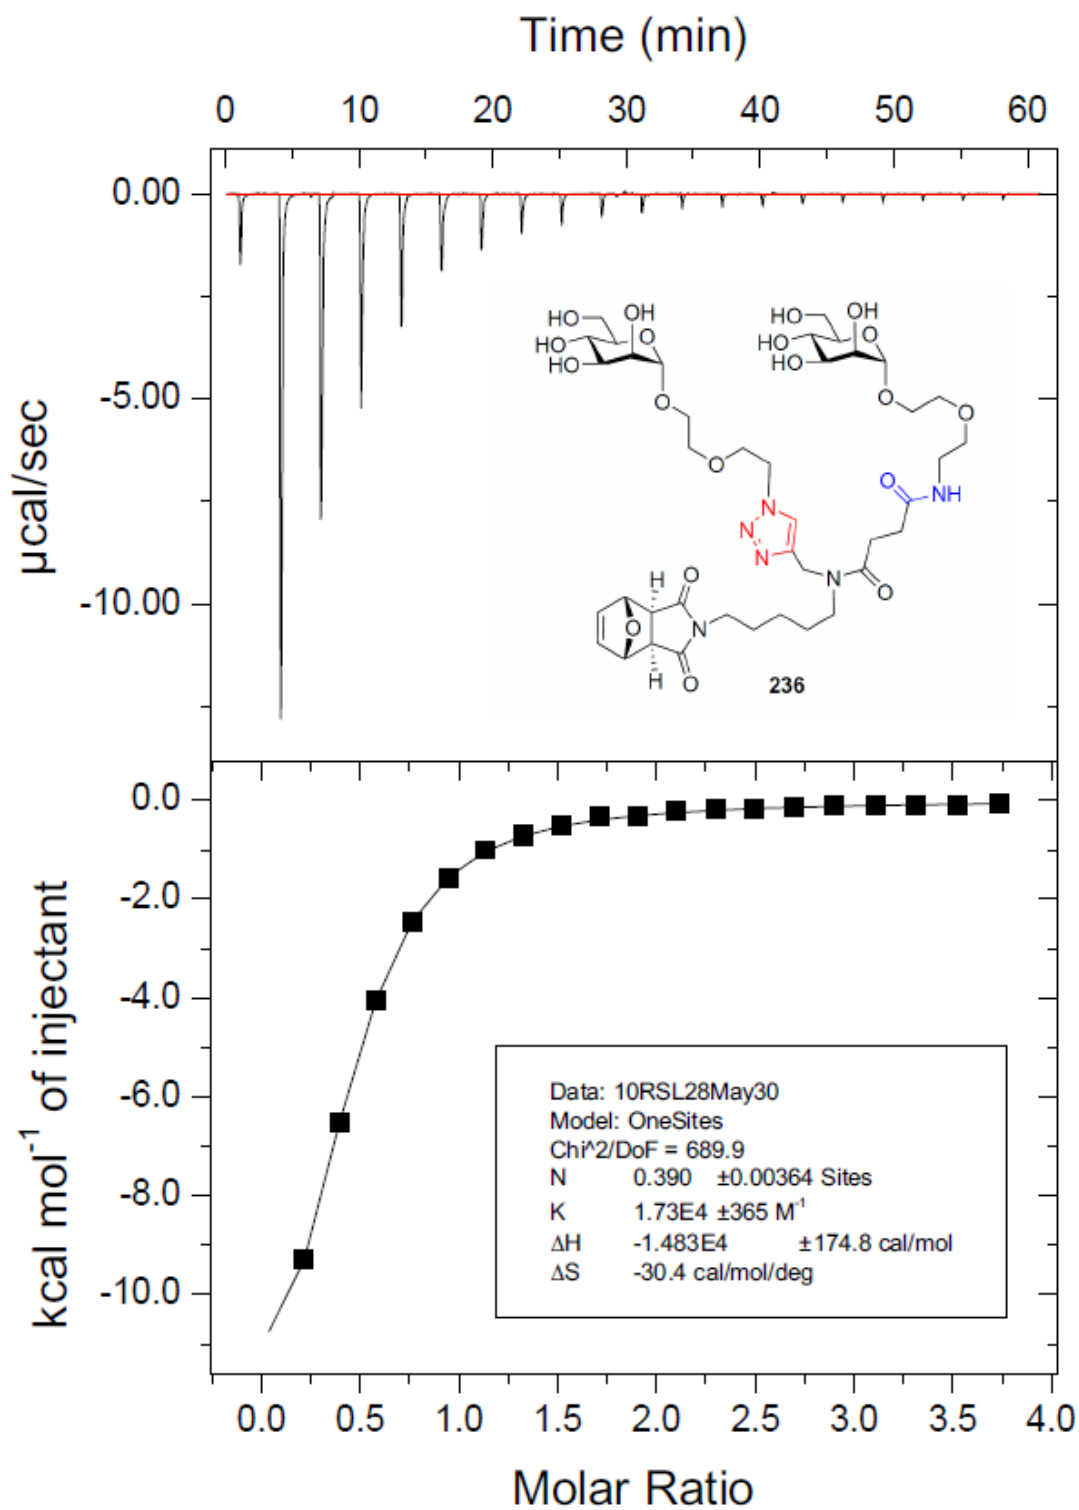 Time (min)
0 10 20 30 40 50 60
0.00
-5.00
-10.00
µcal/sec
HO OH
HO O
HO
O
O
HO OH
HO O
HO
O
O
O NH
N
N
N
N
O
H O
O N
H O
236
0.0
-2.0
-4.0
-6.0
-8.0
-10.0
kcal mol⁻¹ of injectant
Data: 10RSL28May30
Model: OneSites
Chi^2/DoF = 689.9
N 0.390 ±0.00364 Sites
K 1.73E4 ±365 M⁻¹
ΔH -1.483E4 ±174.8 cal/mol
ΔS -30.4 cal/mol/deg
0.0 0.5 1.0 1.5 2.0 2.5 3.0 3.5 4.0
Molar Ratio